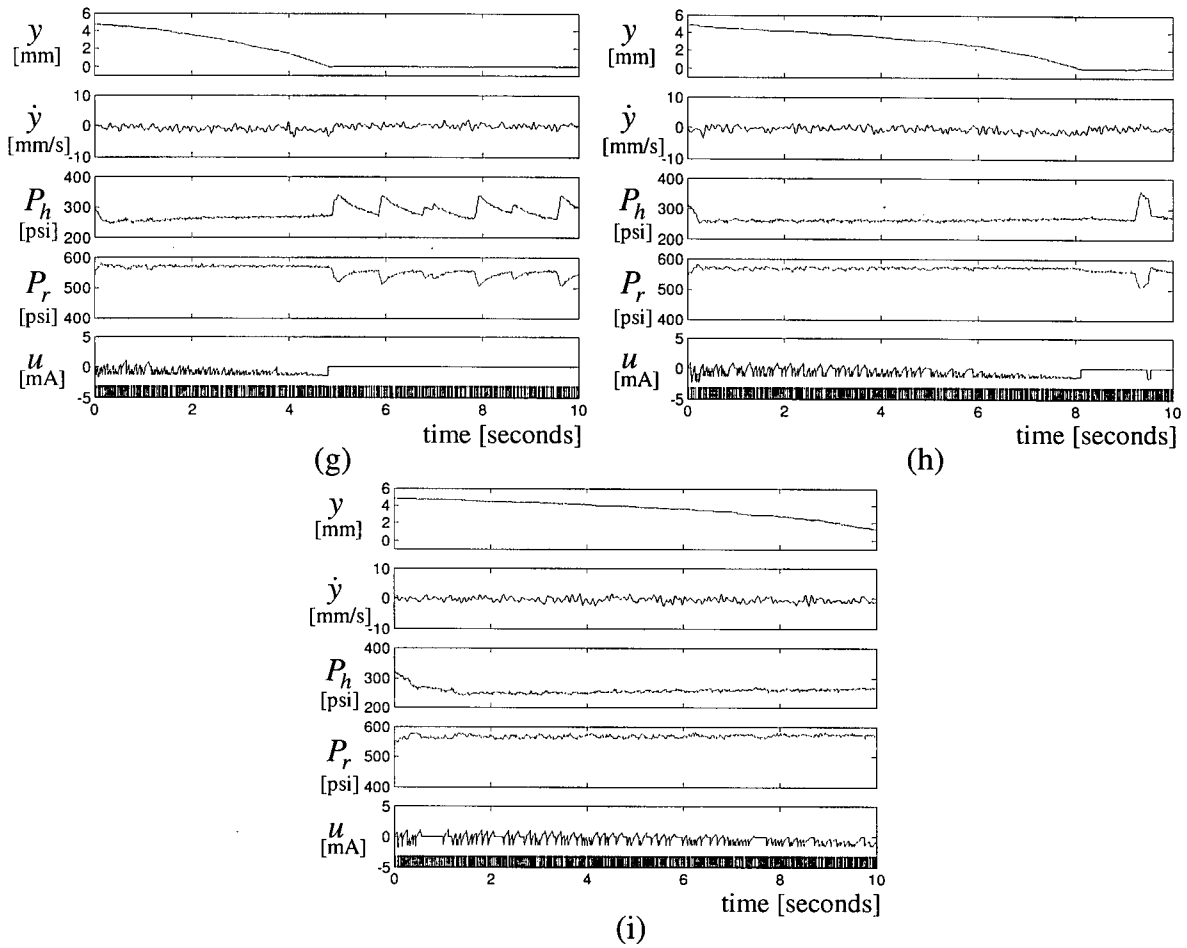 y
[mm]
6
4
2
0
ẏ
[mm/s]
10
0
-10
P_h
[psi]
400
300
200
P_r
[psi]
600
500
400
u
[mA]
5
0
-5
0 2 4 6 8 10
time [seconds]
(g)
y
[mm]
6
4
2
0
ẏ
[mm/s]
10
0
-10
P_h
[psi]
400
300
200
P_r
[psi]
600
500
400
u
[mA]
5
0
-5
0 2 4 6 8 10
time [seconds]
(h)
y
[mm]
6
4
2
0
ẏ
[mm/s]
10
0
-10
P_h
[psi]
400
300
200
P_r
[psi]
600
500
400
u
[mA]
5
0
-5
0 2 4 6 8 10
time [seconds]
(i)